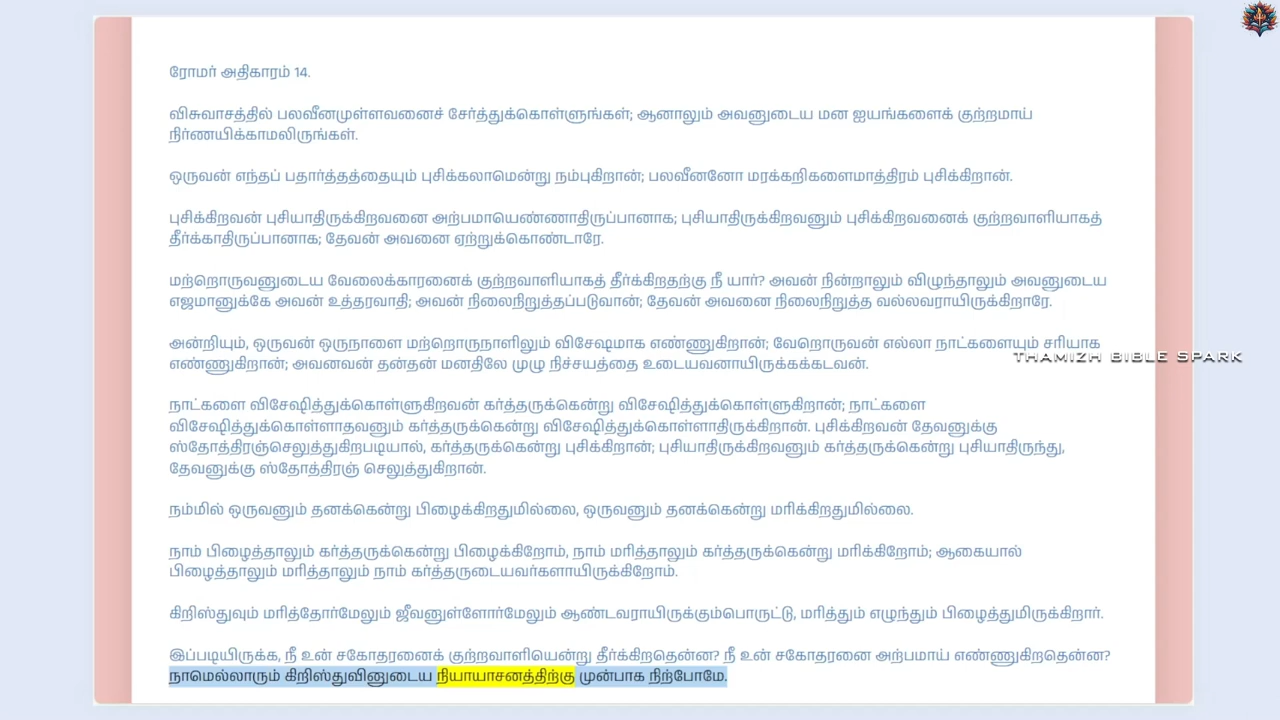 ரோமர் அதிகாரம் 14.
விசுவாசத்தில் பலவீனமுள்ளவனைச் சேர்த்துக்கொள்ளுங்கள்; ஆனாலும் அவனுடைய மன ஐயங்களைக் குற்றமாய்
நிர்ணயிக்காமலிருங்கள்.
ஒருவன் எந்தப் பதார்த்தத்தையும் புசிக்கலாமென்று நம்புகிறான்; பலவீனனோ மரக்கறிகளைமாத்திரம் புசிக்கிறான்.
புசிக்கிறவன் புசியாதிருக்கிறவனை அற்பமாயெண்ணாதிருப்பானாக; புசியாதிருக்கிறவனும் புசிக்கிறவனைக் குற்றவாளியாகத்
தீர்க்காதிருப்பானாக; தேவன் அவனை ஏற்றுக்கொண்டாரே.
மற்றொருவனுடைய வேலைக்காரனைக் குற்றவாளியாகத் தீர்க்கிறதற்கு நீ யார்? அவன் நின்றாலும் விழுந்தாலும் அவனுடைய
எஜமானுக்கே அவன் உத்தரவாதி; அவன் நிலைநிறுத்தப்படுவான்; தேவன் அவனை நிலைநிறுத்த வல்லவராயிருக்கிறாரே.
அன்றியும், ஒருவன் ஒருநாளை மற்றொருநாளிலும் விசேஷமாக எண்ணுகிறான்; வேறொருவன் எல்லா நாட்களையும் சரியாக
THAMIZH BIBLE SPARK
எண்ணுகிறான்; அவனவன் தன்தன் மனதிலே முழு நிச்சயத்தை உடையவனாயிருக்கக்கடவன்.
நாட்களை விசேஷித்துக்கொள்ளுகிறவன் கர்த்தருக்கென்று விசேஷித்துக்கொள்ளுகிறான்; நாட்களை
விசேஷித்துக்கொள்ளாதவனும் கர்த்தருக்கென்று விசேஷித்துக்கொள்ளாதிருக்கிறான். புசிக்கிறவன் தேவனுக்கு
ஸ்தோத்திரஞ்செலுத்துகிறபடியால், கர்த்தருக்கென்று புசிக்கிறான்; புசியாதிருக்கிறவனும் கர்த்தருக்கென்று புசியாதிருந்து,
தேவனுக்கு ஸ்தோத்திரஞ் செலுத்துகிறான்.
நம்மில் ஒருவனும் தனக்கென்று பிழைக்கிறதுமில்லை, ஒருவனும் தனக்கென்று மரிக்கிறதுமில்லை.
நாம் பிழைத்தாலும் கர்த்தருக்கென்று பிழைக்கிறோம், நாம் மரித்தாலும் கர்த்தருக்கென்று மரிக்கிறோம்; ஆகையால்
பிழைத்தாலும் மரித்தாலும் நாம் கர்த்தருடையவர்களாயிருக்கிறோம்.
கிறிஸ்துவும் மரித்தோர்மேலும் ஜீவனுள்ளோர்மேலும் ஆண்டவராயிருக்கும்பொருட்டு, மரித்தும் எழுந்தும் பிழைத்துமிருக்கிறார்.
இப்படியிருக்க, நீ உன் சகோதரனைக் குற்றவாளியென்று தீர்க்கிறதென்ன? நீ உன் சகோதரனை அற்பமாய் எண்ணுகிறதென்ன?
நாமெல்லாரும் கிறிஸ்துவினுடைய நியாயாசனத்திற்கு முன்பாக நிற்போமே.